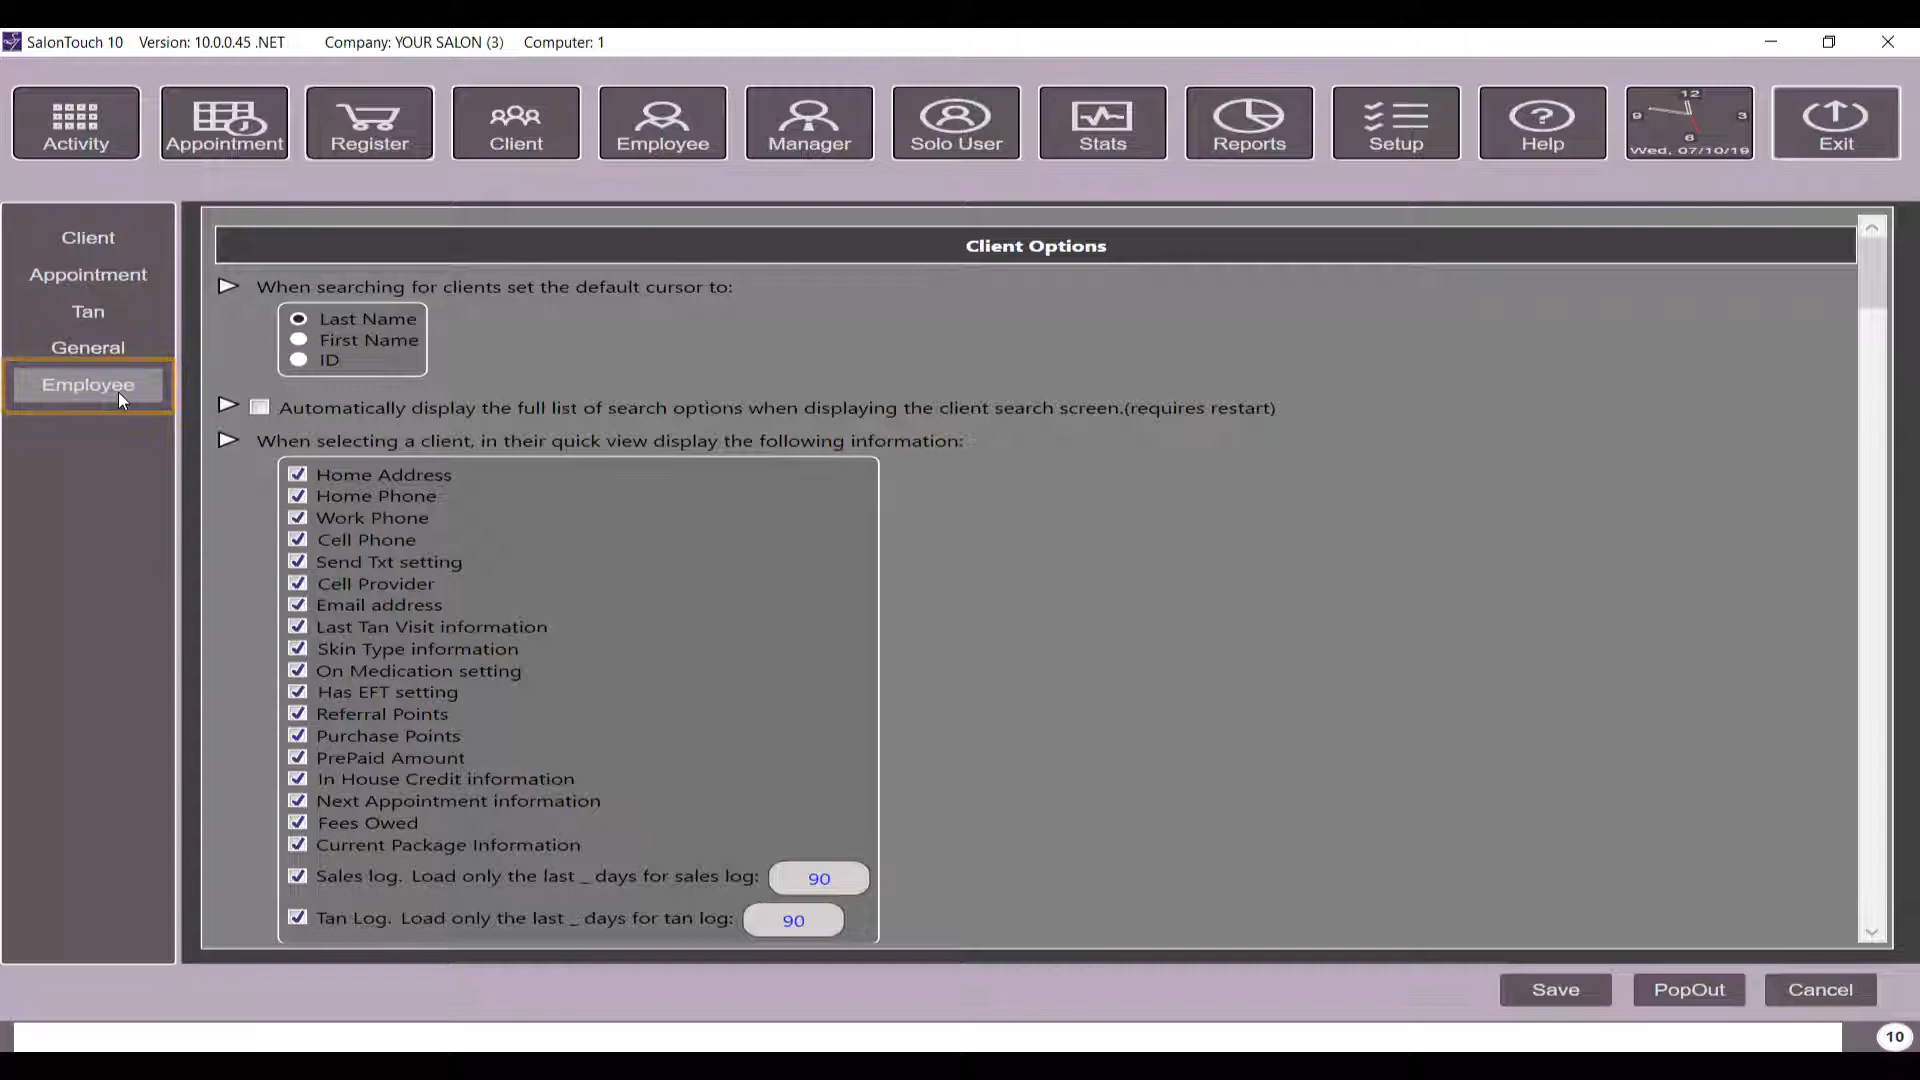 SalonTouch 10 Version: 10.0.0.45 .NET Company: YOUR SALON (3) Computer: 1
Activity
Appointment
Register
Client
Employee
Manager
Solo User
Stats
Reports
Setup
Help
12
9
3
6
Wed, 07/10/19
Exit
Client
Appointment
Tan
General
Employee
Client Options
When searching for clients set the default cursor to:
Last Name
First Name
ID
Automatically display the full list of search options when displaying the client search screen.(requires restart)
When selecting a client, in their quick view display the following information:
Home Address
Home Phone
Work Phone
Cell Phone
Send Txt setting
Cell Provider
Email address
Last Tan Visit information
Skin Type information
On Medication setting
Has EFT setting
Referral Points
Purchase Points
PrePaid Amount
In House Credit information
Next Appointment information
Fees Owed
Current Package Information
Sales log. Load only the last _ days for sales log: 90
Tan Log. Load only the last _ days for tan log: 90
Save
PopOut
Cancel
10